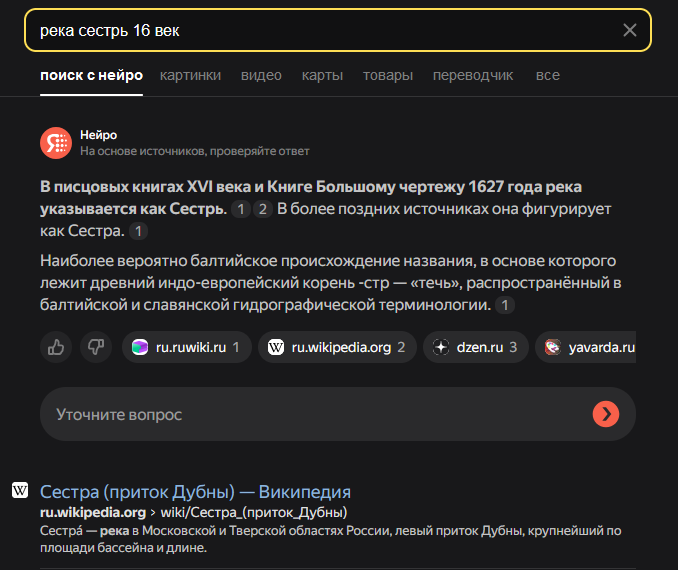 река сестрь 16 век
поиск с нейро картинки видео карты товары переводчик все
Нейро
На основе источников, проверяйте ответ
В писцовых книгах XVI века и Книге Большому чертежу 1627 года река
указывается как Сестрь. 1 2 В более поздних источниках она фигурирует
как Сестра. 1
Наиболее вероятно балтийское происхождение названия, в основе которого
лежит древний индо-европейский корень -стр — «течь», распространённый в
балтийской и славянской гидрографической терминологии. 1
ru.ruwiki.ru 1 ru.wikipedia.org 2 dzen.ru 3 yavarda.ru
Уточните вопрос
Сестра (приток Дубны) — Википедия
ru.wikipedia.org › wiki/Сестра_(приток_Дубны)
Сестра́ — река в Московской и Тверской областях России, левый приток Дубны, крупнейший по
площади бассейна и длине.